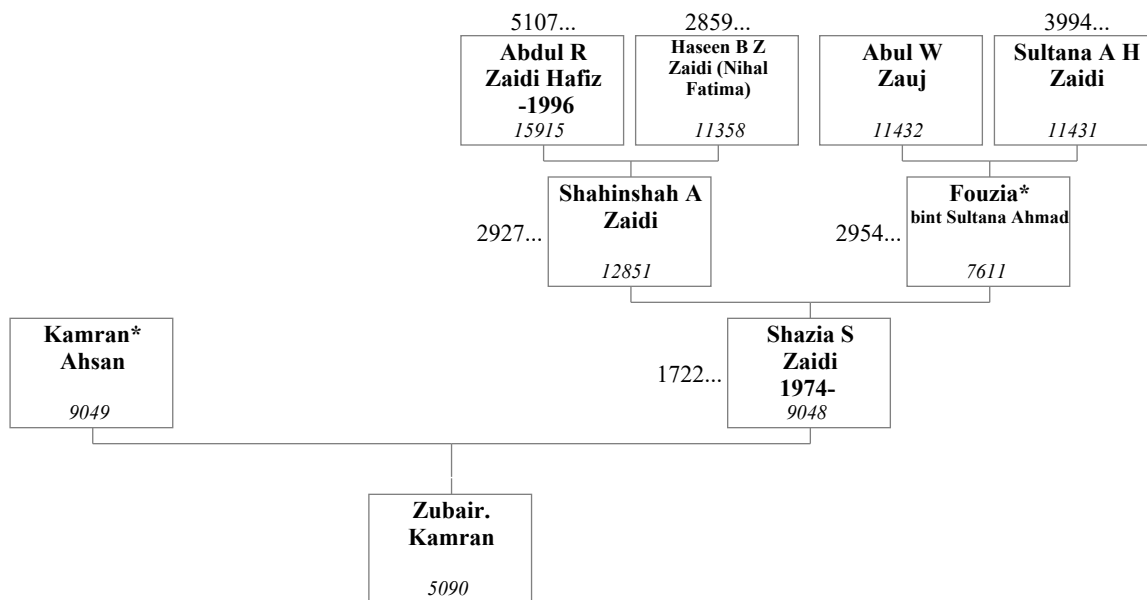 5107...
2859...
3994...
Abdul R
Zaidi Hafiz
-1996
15915
Haseen B Z
Zaidi (Nihal
Fatima)
11358
Abul W
Zauj
11432
Sultana A H
Zaidi
11431
2927...
Shahinshah A
Zaidi
12851
2954...
Fouzia*
bint Sultana Ahmad
7611
Kamran*
Ahsan
9049
1722...
Shazia S
Zaidi
1974-
9048
Zubair.
Kamran
5090